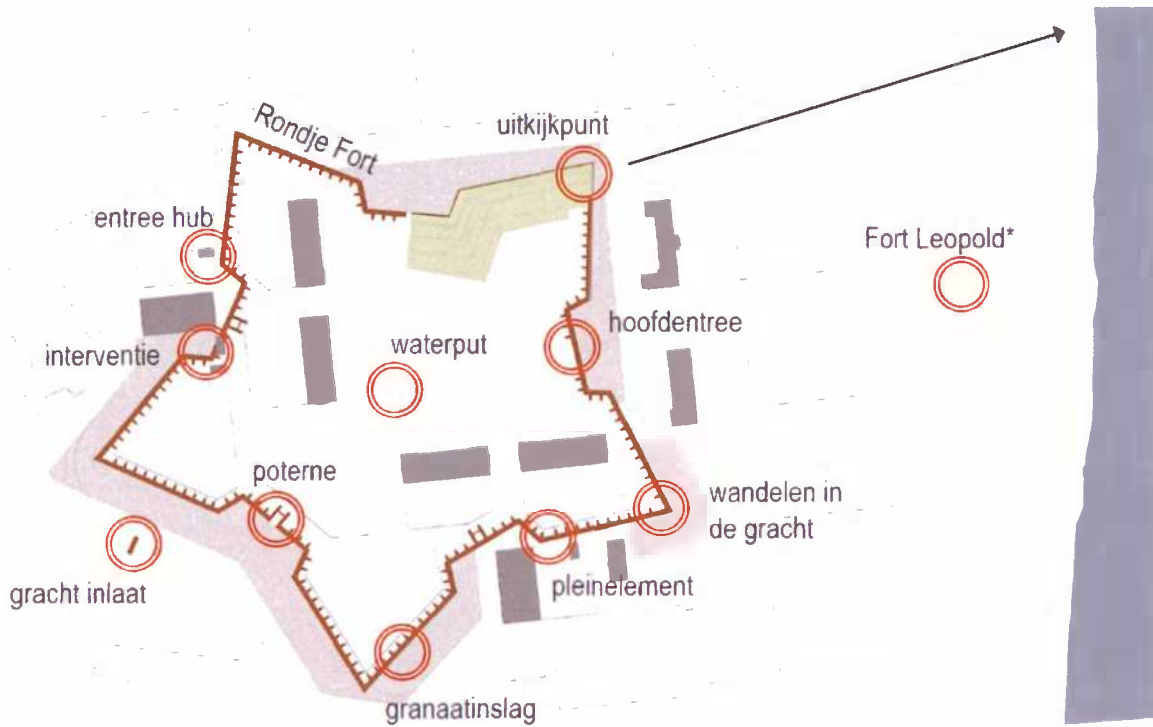 uitkijkpunt
Rondje Fort
entree hub
Fort Leopold*
hoofdentree
interventie
waterput
poterne
wandelen in
de gracht
gracht inlaat
pleinelement
granaatinslag